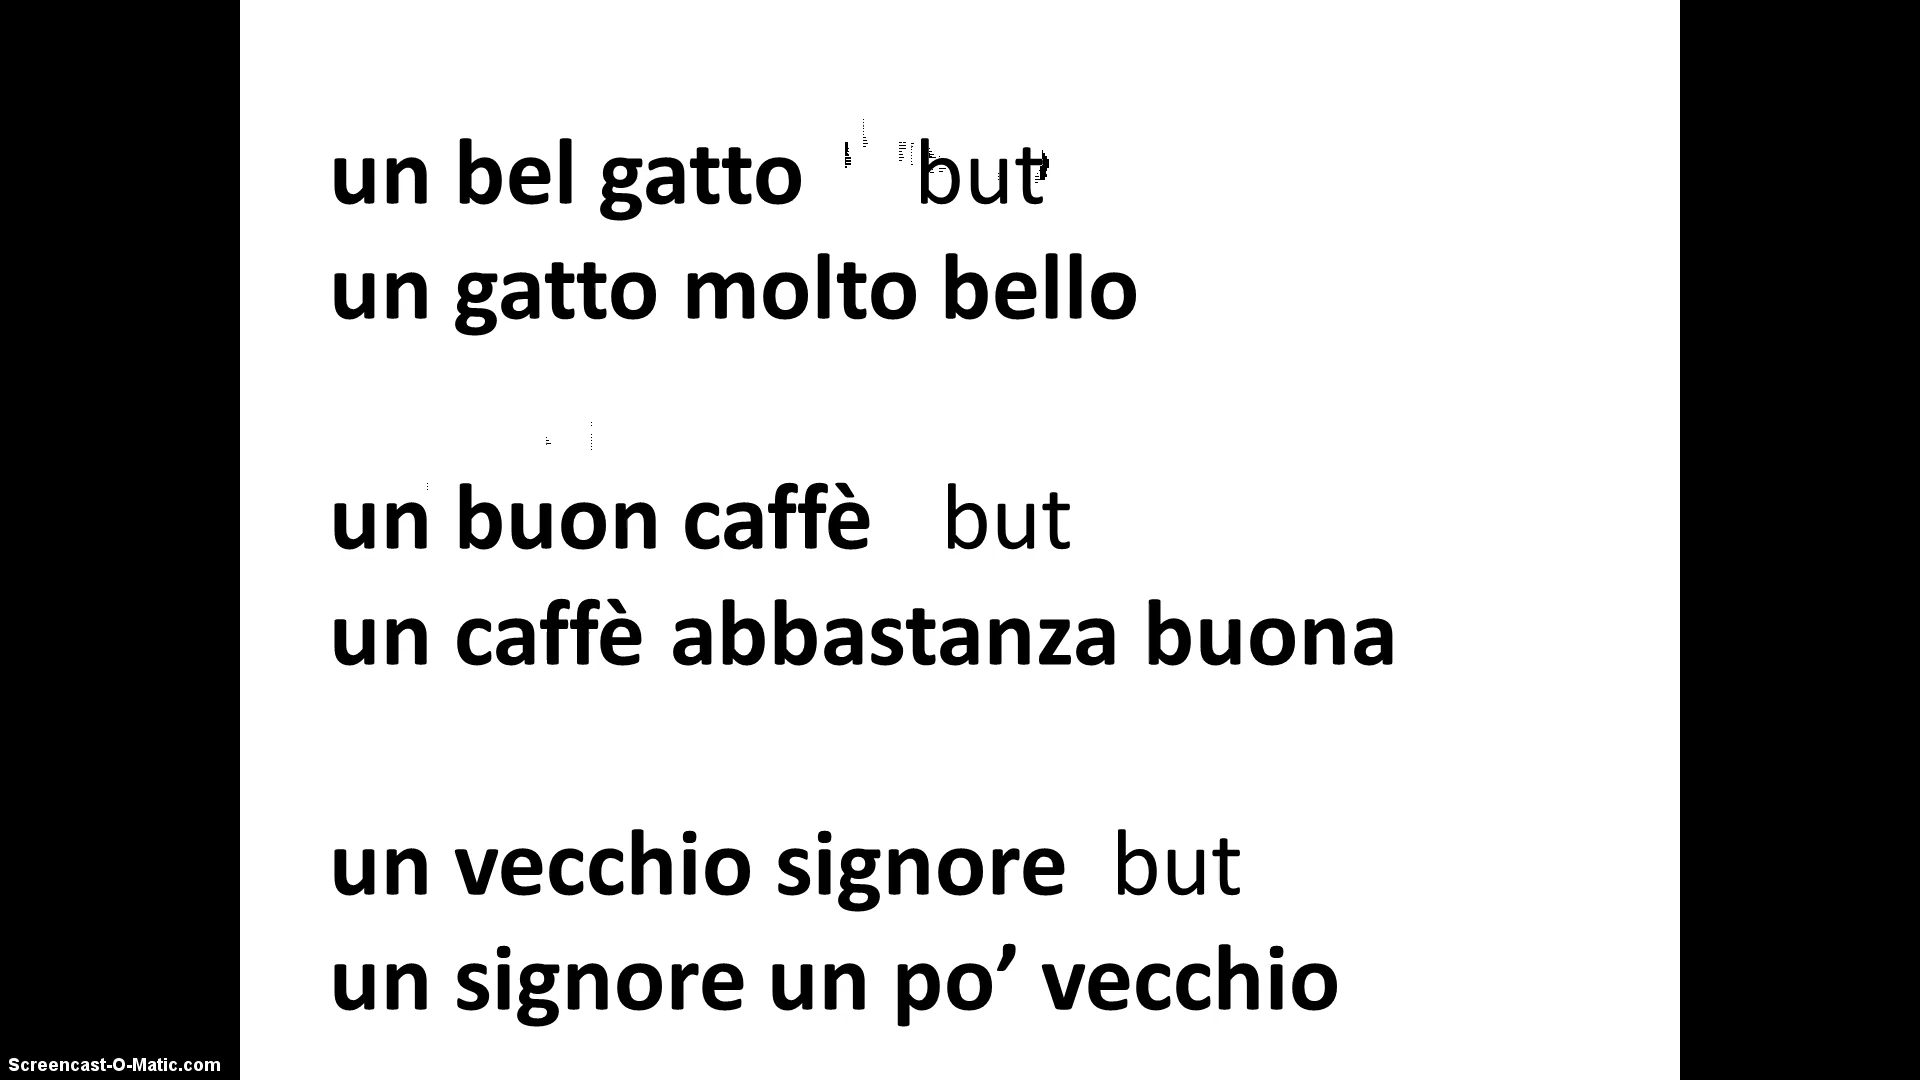 un bel gatto but
un gatto molto bello
un buon caffè but
un caffè abbastanza buona
un vecchio signore but
un signore un po’ vecchio
Screencast-O-Matic.com